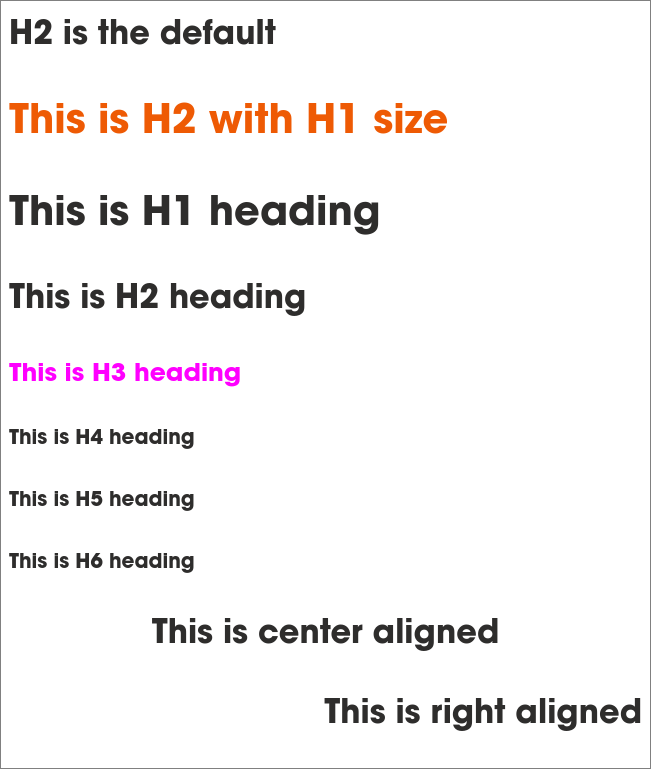 H2 is the default
This is H2 with H1 size
This is H1 heading
This is H2 heading
This is H3 heading
This is H4 heading
This is H5 heading
This is H6 heading
This is center aligned
This is right aligned